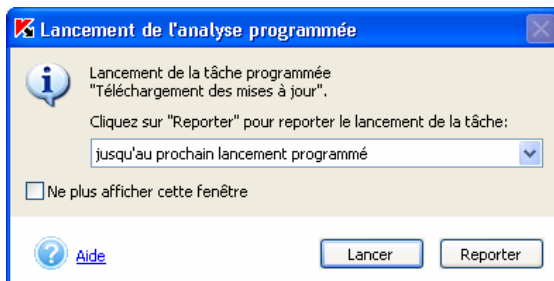 Lancement de l'analyse programmée
Lancement de la tâche programmée
"Téléchargement des mises à jour".
Cliquez sur "Reporter" pour reporter le lancement de la tâche:
jusqu'au prochain lancement programmé
Ne plus afficher cette fenêtre
Aide
Lancer
Reporter